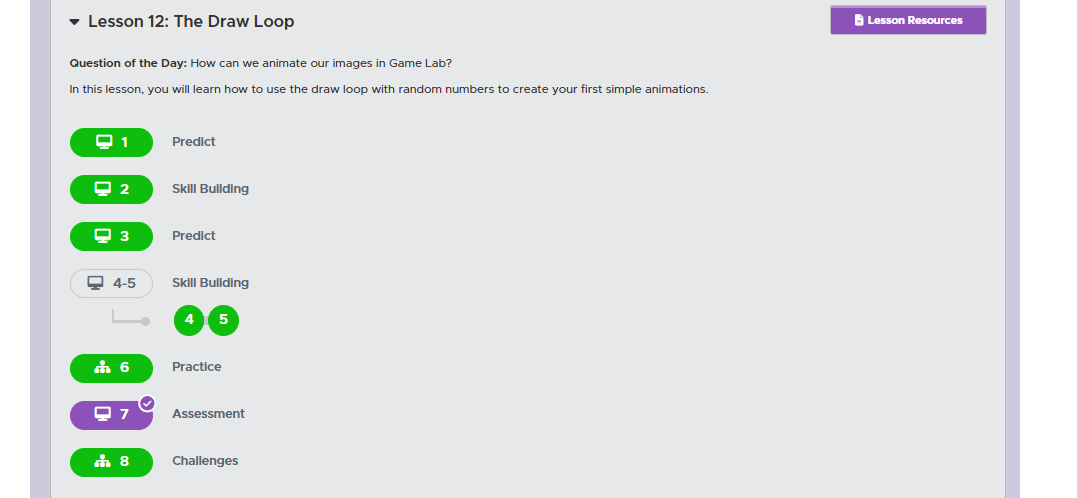 Lesson 12: The Draw Loop
Lesson Resources
Question of the Day: How can we animate our images in Game Lab?
In this lesson, you will learn how to use the draw loop with random numbers to create your first simple animations.
1 Predict
2 Skill Building
3 Predict
4-5 Skill Building
4 5
6 Practice
7 Assessment
8 Challenges